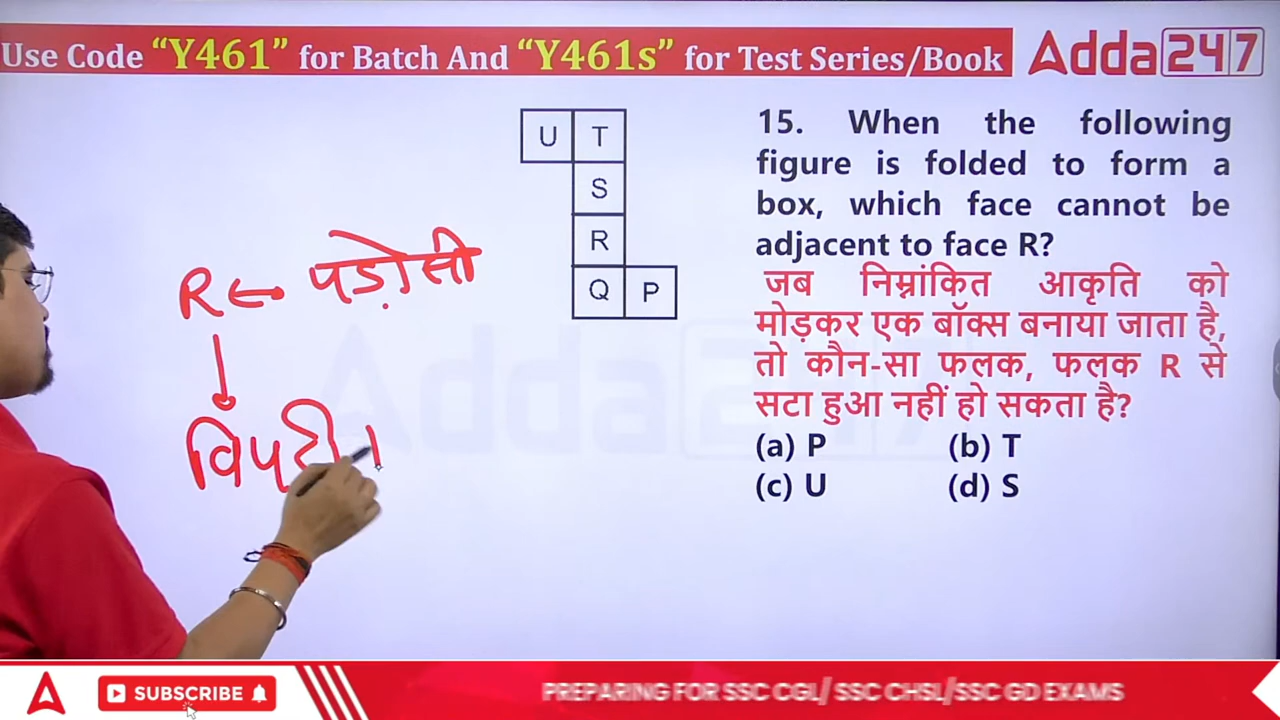 Use Code “Y461” for Batch And “Y461s” for Test Series/Book
Adda247
U T
S
R
Q P
15. When the following
figure is folded to form a
box, which face cannot be
adjacent to face R?
जब निम्नांकित आकृति को
मोड़कर एक बॉक्स बनाया जाता है,
तो कौन-सा फलक, फलक R से
सटा हुआ नहीं हो सकता है?
(a) P (b) T
(c) U (d) S
R पड़ोसी
Adda247
SUBSCRIBE
PREPARING FOR SSC CGL/ SSC CHSL/SSC GD EXAMS